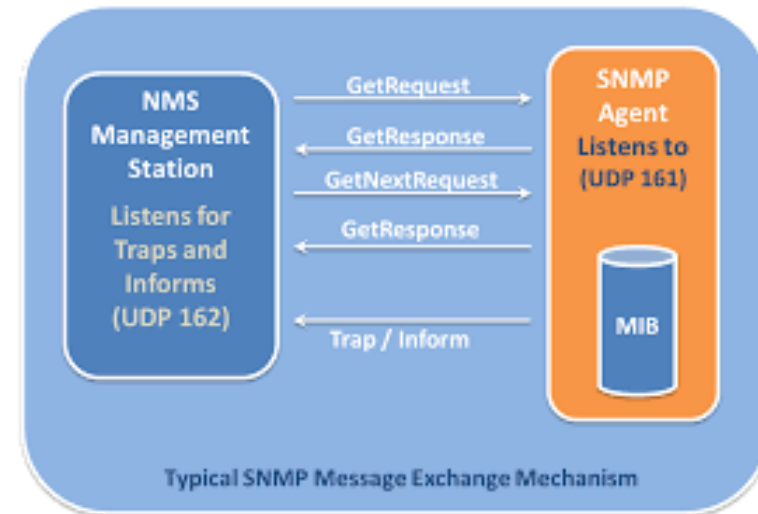 NMS
Management
Station
Listens for
Traps and
Informs
(UDP 162)
GetRequest
GetResponse
GetNextRequest
GetResponse
Trap / Inform
SNMP
Agent
Listens to
(UDP 161)
MIB
Typical SNMP Message Exchange Mechanism